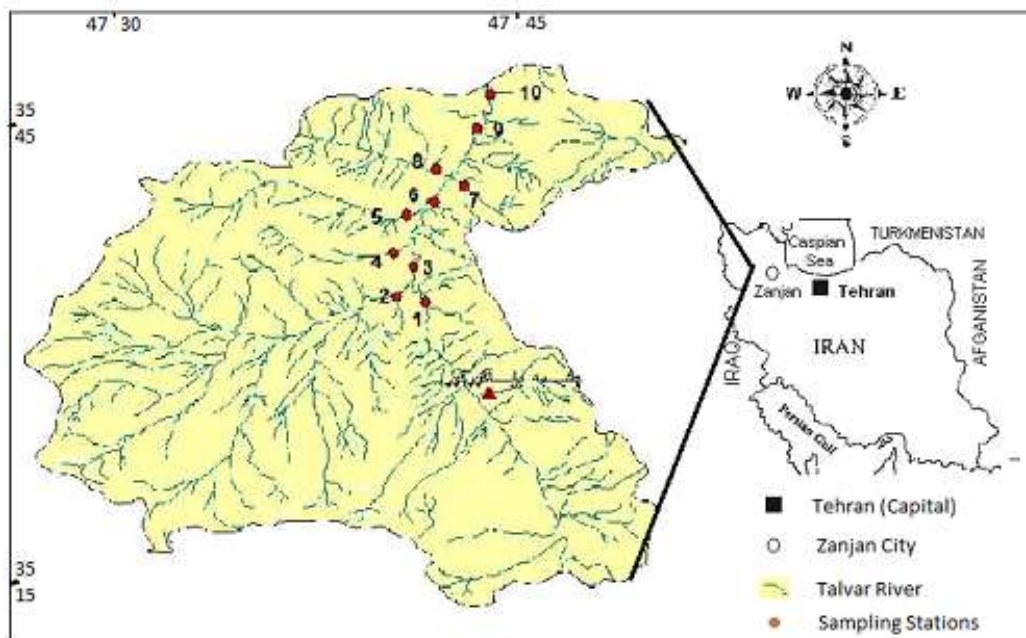 47 30
47 45
N
W E
S
35
45
10
9
8
7
6
5
4
3
2
1
35
15
Caspian
Sea
TURKMENISTAN
Zanjan
Tehran
IRAN
AFGANISTAN
IRAQ
Persian Gulf
Tehran (Capital)
Zanjan City
Talvar River
Sampling Stations